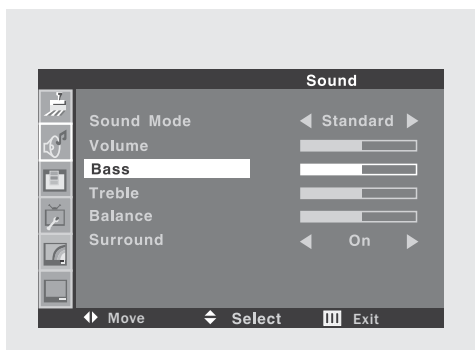 Sound
Sound Mode Standard
Volume
Bass
Treble
Balance
Surround On
Move Select Exit